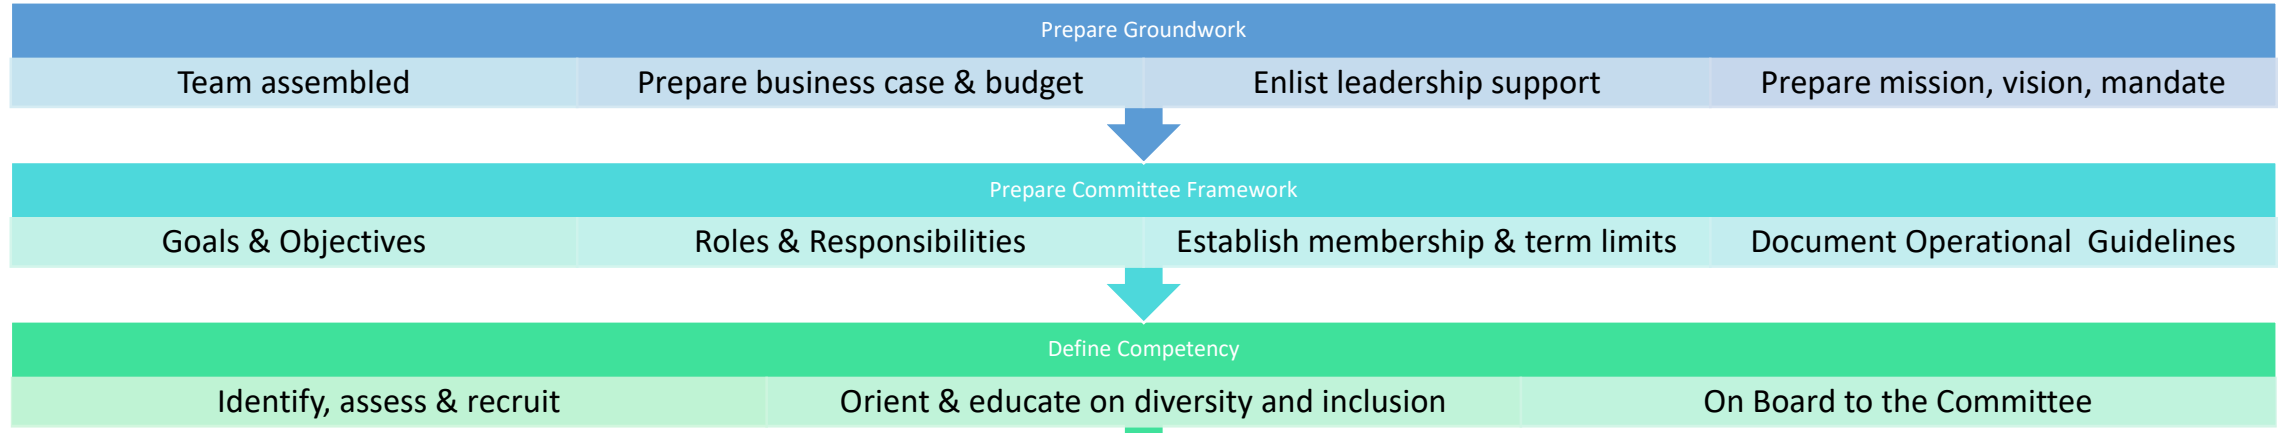 Prepare Groundwork
Team assembled
Prepare business case & budget
Enlist leadership support
Prepare mission, vision, mandate
Prepare Committee Framework
Goals & Objectives
Roles & Responsibilities
Establish membership & term limits
Document Operational  Guidelines
Define Competency
Identify, assess & recruit
Orient & educate on diversity and inclusion
On Board to the Committee